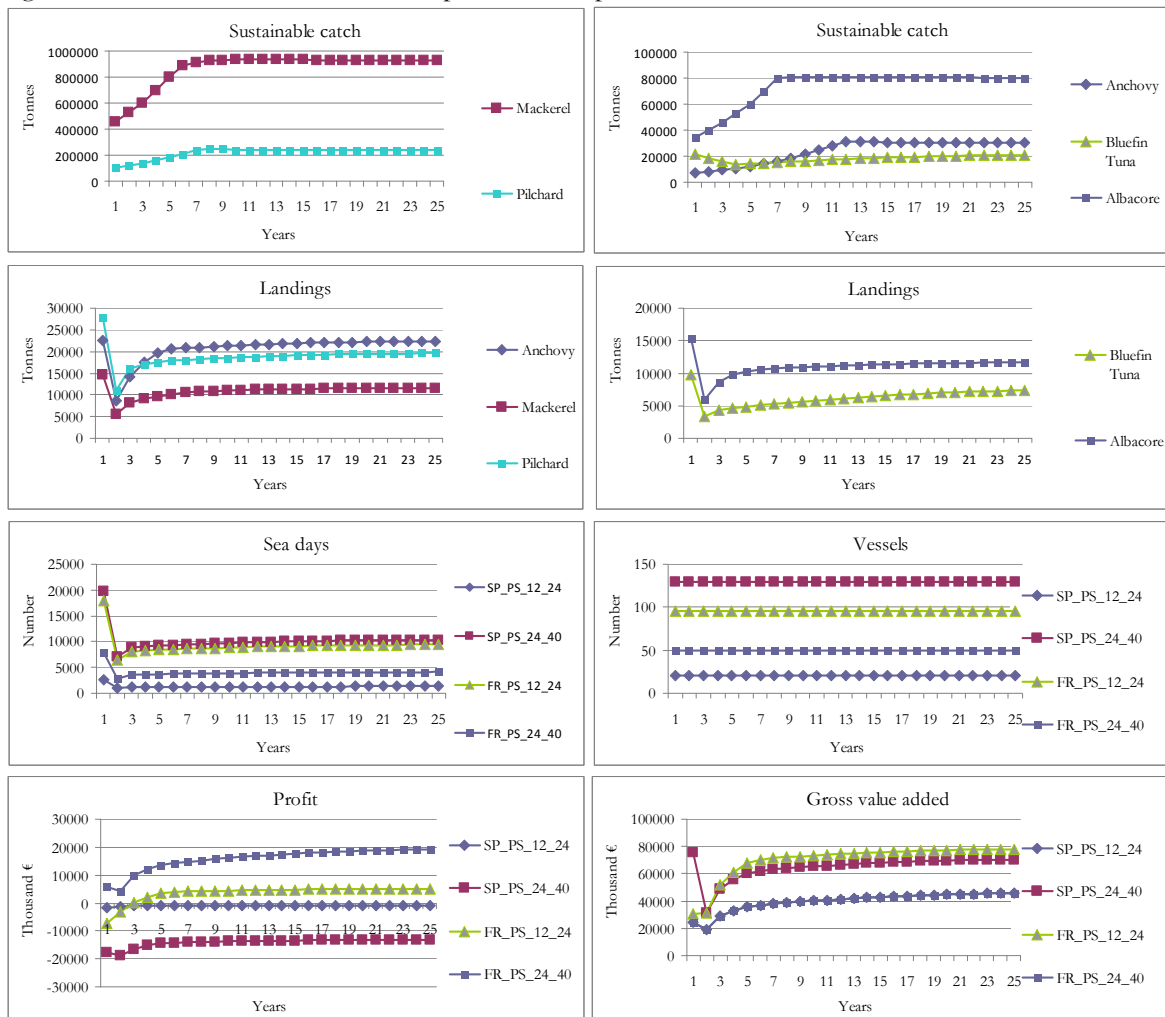 Sustainable catch
1000000
800000
600000
400000
200000
0
Tonnes
1 3 5 7 9 11 13 15 17 19 21 23 25
Years
Mackerel
Pilchard
Sustainable catch
100000
80000
60000
40000
20000
0
Tonnes
1 3 5 7 9 11 13 15 17 19 21 23 25
Years
Anchovy
Bluefin
Tuna
Albacore
Landings
30000
25000
20000
15000
10000
5000
0
Tonnes
1 3 5 7 9 11 13 15 17 19 21 23 25
Years
Anchovy
Mackerel
Pilchard
Landings
20000
15000
10000
5000
0
Tonnes
1 3 5 7 9 11 13 15 17 19 21 23 25
Years
Bluefin
Tuna
Albacore
Sea days
25000
20000
15000
10000
5000
0
Number
1 3 5 7 9 11 13 15 17 19 21 23 25
Years
SP_PS_12_24
SP_PS_24_40
FR_PS_12_24
FR_PS_24_40
Vessels
150
100
50
0
Number
1 3 5 7 9 11 13 15 17 19 21 23 25
Years
SP_PS_12_24
SP_PS_24_40
FR_PS_12_24
FR_PS_24_40
Profit
30000
20000
10000
0
-10000
-20000
-30000
Thousand €
1 3 5 7 9 11 13 15 17 19 21 23 25
Years
SP_PS_12_24
SP_PS_24_40
FR_PS_12_24
FR_PS_24_40
Gross value added
100000
80000
60000
40000
20000
0
Thousand €
1 3 5 7 9 11 13 15 17 19 21 23 25
Years
SP_PS_12_24
SP_PS_24_40
FR_PS_12_24
FR_PS_24_40